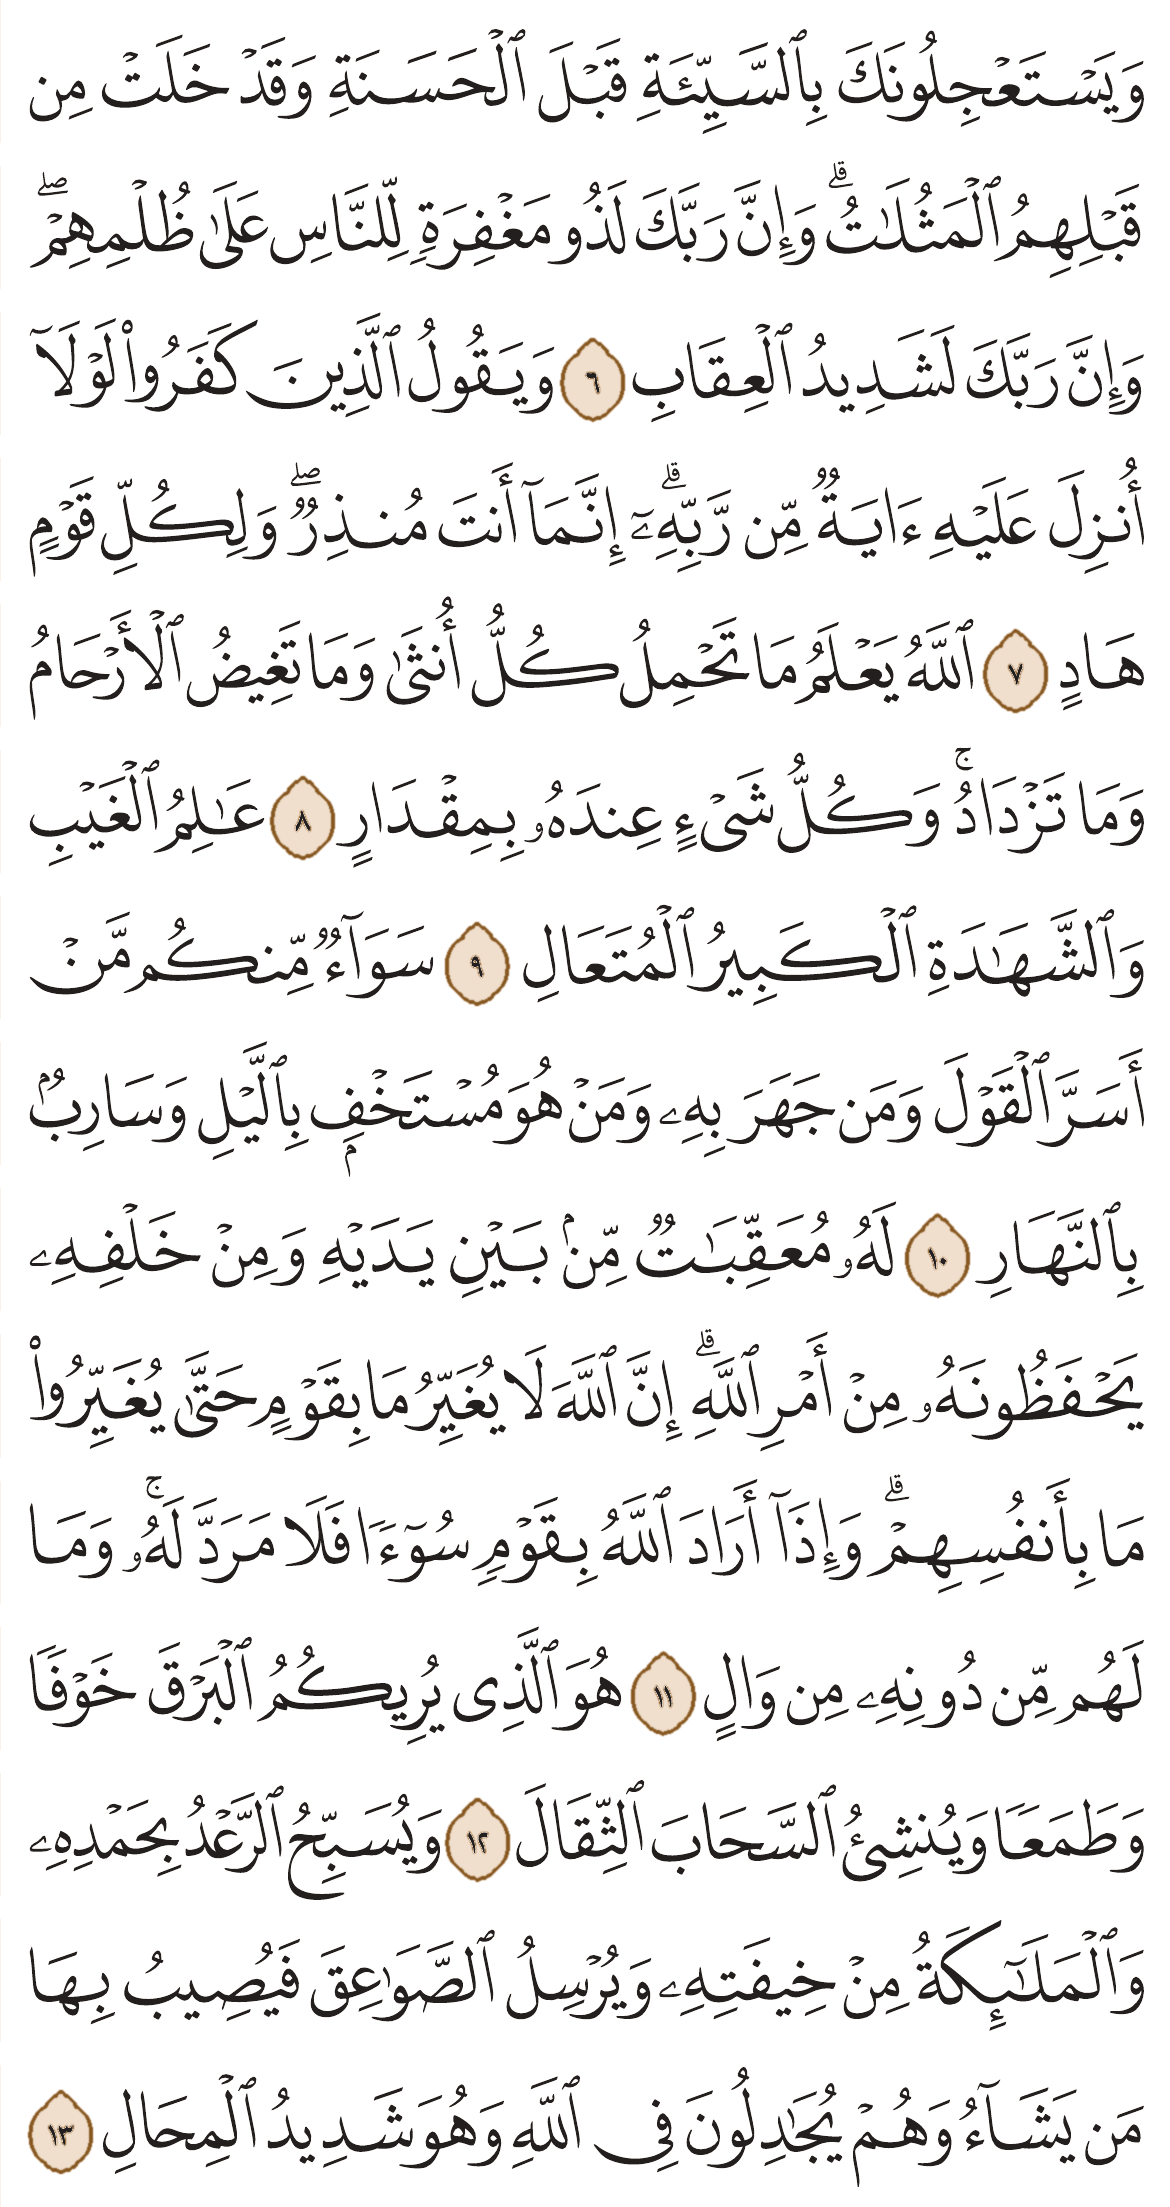 وَيَسْتَعْجِلُونَكَ بِٱلسَّيِّئَةِ قَبْلَ ٱلْحَسَنَةِ وَقَدْ خَلَتْ مِن
قَبْلِهِمُ ٱلْمَثُلَٰتُ ۗ وَإِنَّ رَبَّكَ لَذُو مَغْفِرَةٍ لِّلنَّاسِ عَلَىٰ ظُلْمِهِمْ ۖ
وَإِنَّ رَبَّكَ لَشَدِيدُ ٱلْعِقَابِ ٦ وَيَقُولُ ٱلَّذِينَ كَفَرُوا۟ لَوْلَآ
أُنزِلَ عَلَيْهِ ءَايَةٌ مِّن رَّبِّهِۦٓ ۗ إِنَّمَآ أَنتَ مُنذِرٌ ۖ وَلِكُلِّ قَوْمٍ
هَادٍ ٧ ٱللَّهُ يَعْلَمُ مَا تَحْمِلُ كُلُّ أُنثَىٰ وَمَا تَغِيضُ ٱلْأَرْحَامُ
وَمَا تَزْدَادُ ۚ وَكُلُّ شَىْءٍ عِندَهُۥ بِمِقْدَارٍ ٨ عَٰلِمُ ٱلْغَيْبِ
وَٱلشَّهَٰدَةِ ٱلْكَبِيرُ ٱلْمُتَعَالِ ٩ سَوَآءٌ مِّنكُم مَّنْ
أَسَرَّ ٱلْقَوْلَ وَمَن جَهَرَ بِهِۦ وَمَنْ هُوَ مُسْتَخْفٍۭ بِٱلَّيْلِ وَسَارِبٌۢ
بِٱلنَّهَارِ ١٠ لَهُۥ مُعَقِّبَٰتٌ مِّنۢ بَيْنِ يَدَيْهِ وَمِنْ خَلْفِهِۦ
يَحْفَظُونَهُۥ مِنْ أَمْرِ ٱللَّهِ ۗ إِنَّ ٱللَّهَ لَا يُغَيِّرُ مَا بِقَوْمٍ حَتَّىٰ يُغَيِّرُوا۟
مَا بِأَنفُسِهِمْ ۗ وَإِذَآ أَرَادَ ٱللَّهُ بِقَوْمٍ سُوٓءًا فَلَا مَرَدَّ لَهُۥ ۚ وَمَا
لَهُم مِّن دُونِهِۦ مِن وَالٍ ١١ هُوَ ٱلَّذِى يُرِيكُمُ ٱلْبَرْقَ خَوْفًا
وَطَمَعًا وَيُنشِئُ ٱلسَّحَابَ ٱلثِّقَالَ ١٢ وَيُسَبِّحُ ٱلرَّعْدُ بِحَمْدِهِۦ
وَٱلْمَلَٰٓئِكَةُ مِنْ خِيفَتِهِۦ وَيُرْسِلُ ٱلصَّوَٰعِقَ فَيُصِيبُ بِهَا
مَن يَشَآءُ وَهُمْ يُجَٰدِلُونَ فِى ٱللَّهِ وَهُوَ شَدِيدُ ٱلْمِحَالِ ١٣